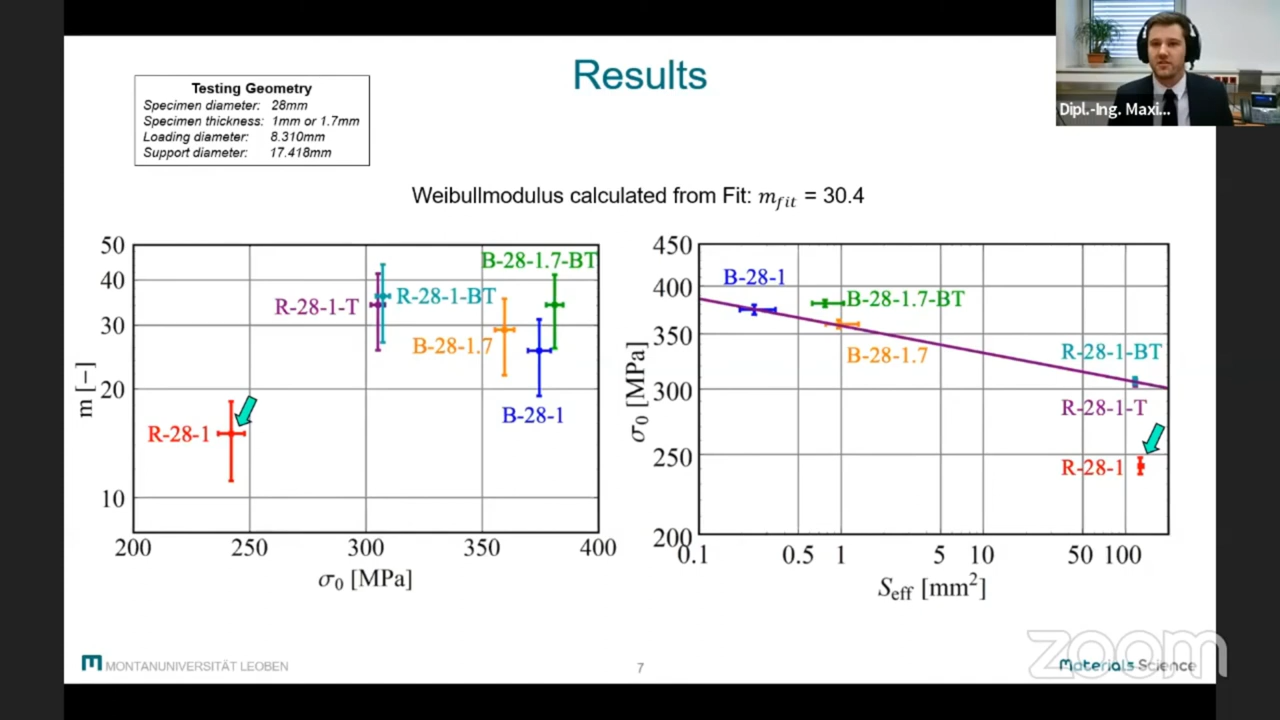 Results
Dipl.-Ing. Maxi...
Testing Geometry
Specimen diameter: 28mm
Specimen thickness: 1mm or 1.7mm
Loading diameter: 8.310mm
Support diameter: 17.418mm
Weibullmodulus calculated from Fit: m_fit = 30.4
50
40
30
20
10
m [−]
B-28-1.7-BT
R-28-1-T
R-28-1-BT
B-28-1.7
B-28-1
R-28-1
200 250 300 350 400
σ0 [MPa]
450
400
350
300
250
200
σ0 [MPa]
B-28-1
B-28-1.7-BT
B-28-1.7
R-28-1-BT
R-28-1-T
R-28-1
0.1 0.5 1 5 10 50 100
Seff [mm²]
MONTANUNIVERSITÄT LEOBEN
7
Materials Science
zoom